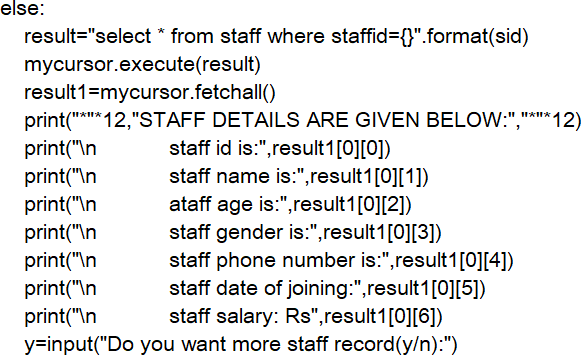 else:
    result="select * from staff where staffid={}".format(sid)
    mycursor.execute(result)
    result1=mycursor.fetchall()
    print("*"*12,"STAFF DETAILS ARE GIVEN BELOW:","*"*12)
    print("\n            staff id is:",result1[0][0])
    print("\n            staff name is:",result1[0][1])
    print("\n            ataff age is:",result1[0][2])
    print("\n            staff gender is:",result1[0][3])
    print("\n            staff phone number is:",result1[0][4])
    print("\n            staff date of joining:",result1[0][5])
    print("\n            staff salary: Rs",result1[0][6])
    y=input("Do you want more staff record(y/n):")